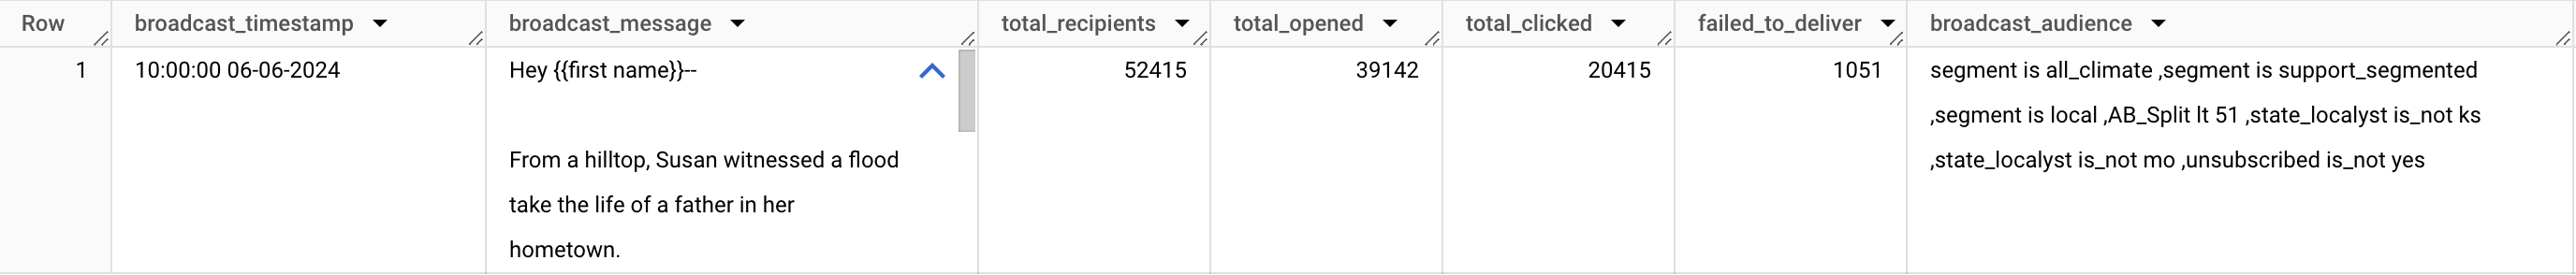 Row broadcast_timestamp broadcast_message total_recipients total_opened total_clicked failed_to_deliver broadcast_audience
1 10:00:00 06-06-2024 Hey {{first name}}-- 52415 39142 20415 1051 segment is all_climate ,segment is support_segmented
,segment is local ,AB_Split lt 51 ,state_localyst is_not ks
From a hilltop, Susan witnessed a flood ,state_localyst is_not mo ,unsubscribed is_not yes
take the life of a father in her
hometown.